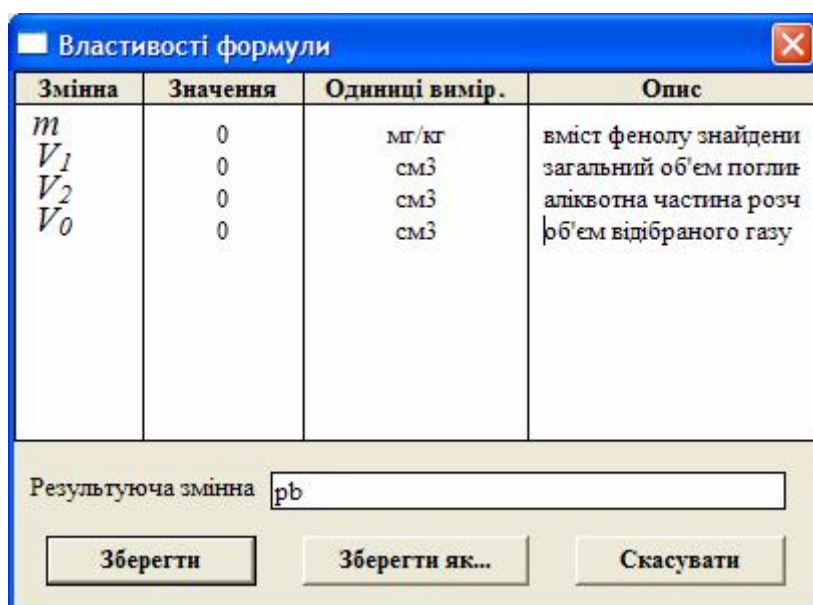 Властивості формули
Змінна Значення Одиниці вимір. Опис
m 0 мг/кг вміст фенолу знайдени
V1 0 см3 загальний об'єм поглин
V2 0 см3 аліквотна частина розч
V0 0 см3 об'єм відібраного газу
Результуюча змінна pb
Зберегти Зберегти як... Скасувати